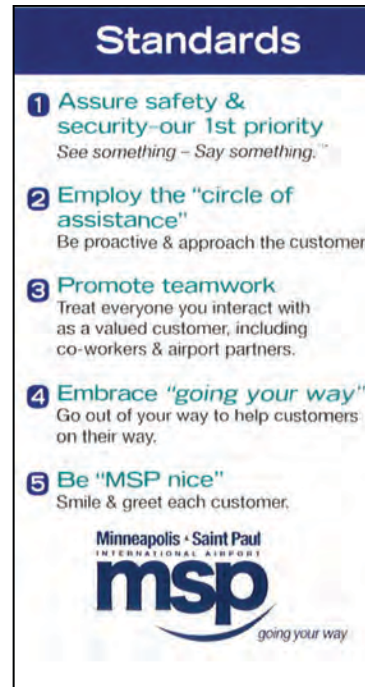 Standards
1 Assure safety &
security–our 1st priority
See something – Say something.™
2 Employ the “circle of
assistance”
Be proactive & approach the customer
3 Promote teamwork
Treat everyone you interact with
as a valued customer, including
co-workers & airport partners.
4 Embrace “going your way”
Go out of your way to help customers
on their way.
5 Be “MSP nice”
Smile & greet each customer.
Minneapolis Saint Paul
INTERNATIONAL AIRPORT
msp
going your way